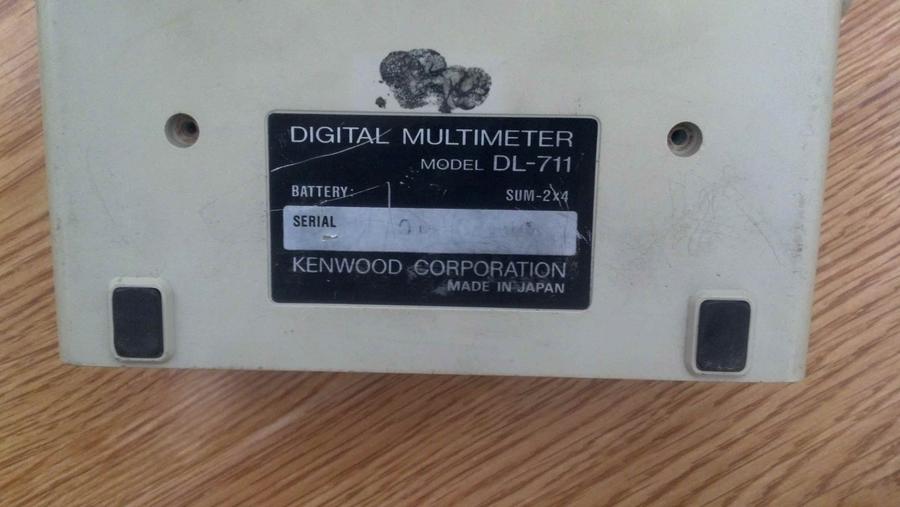 DIGITAL MULTIMETER
MODEL DL-711
BATTERY: SUM-2x4
SERIAL
KENWOOD CORPORATION
MADE IN JAPAN